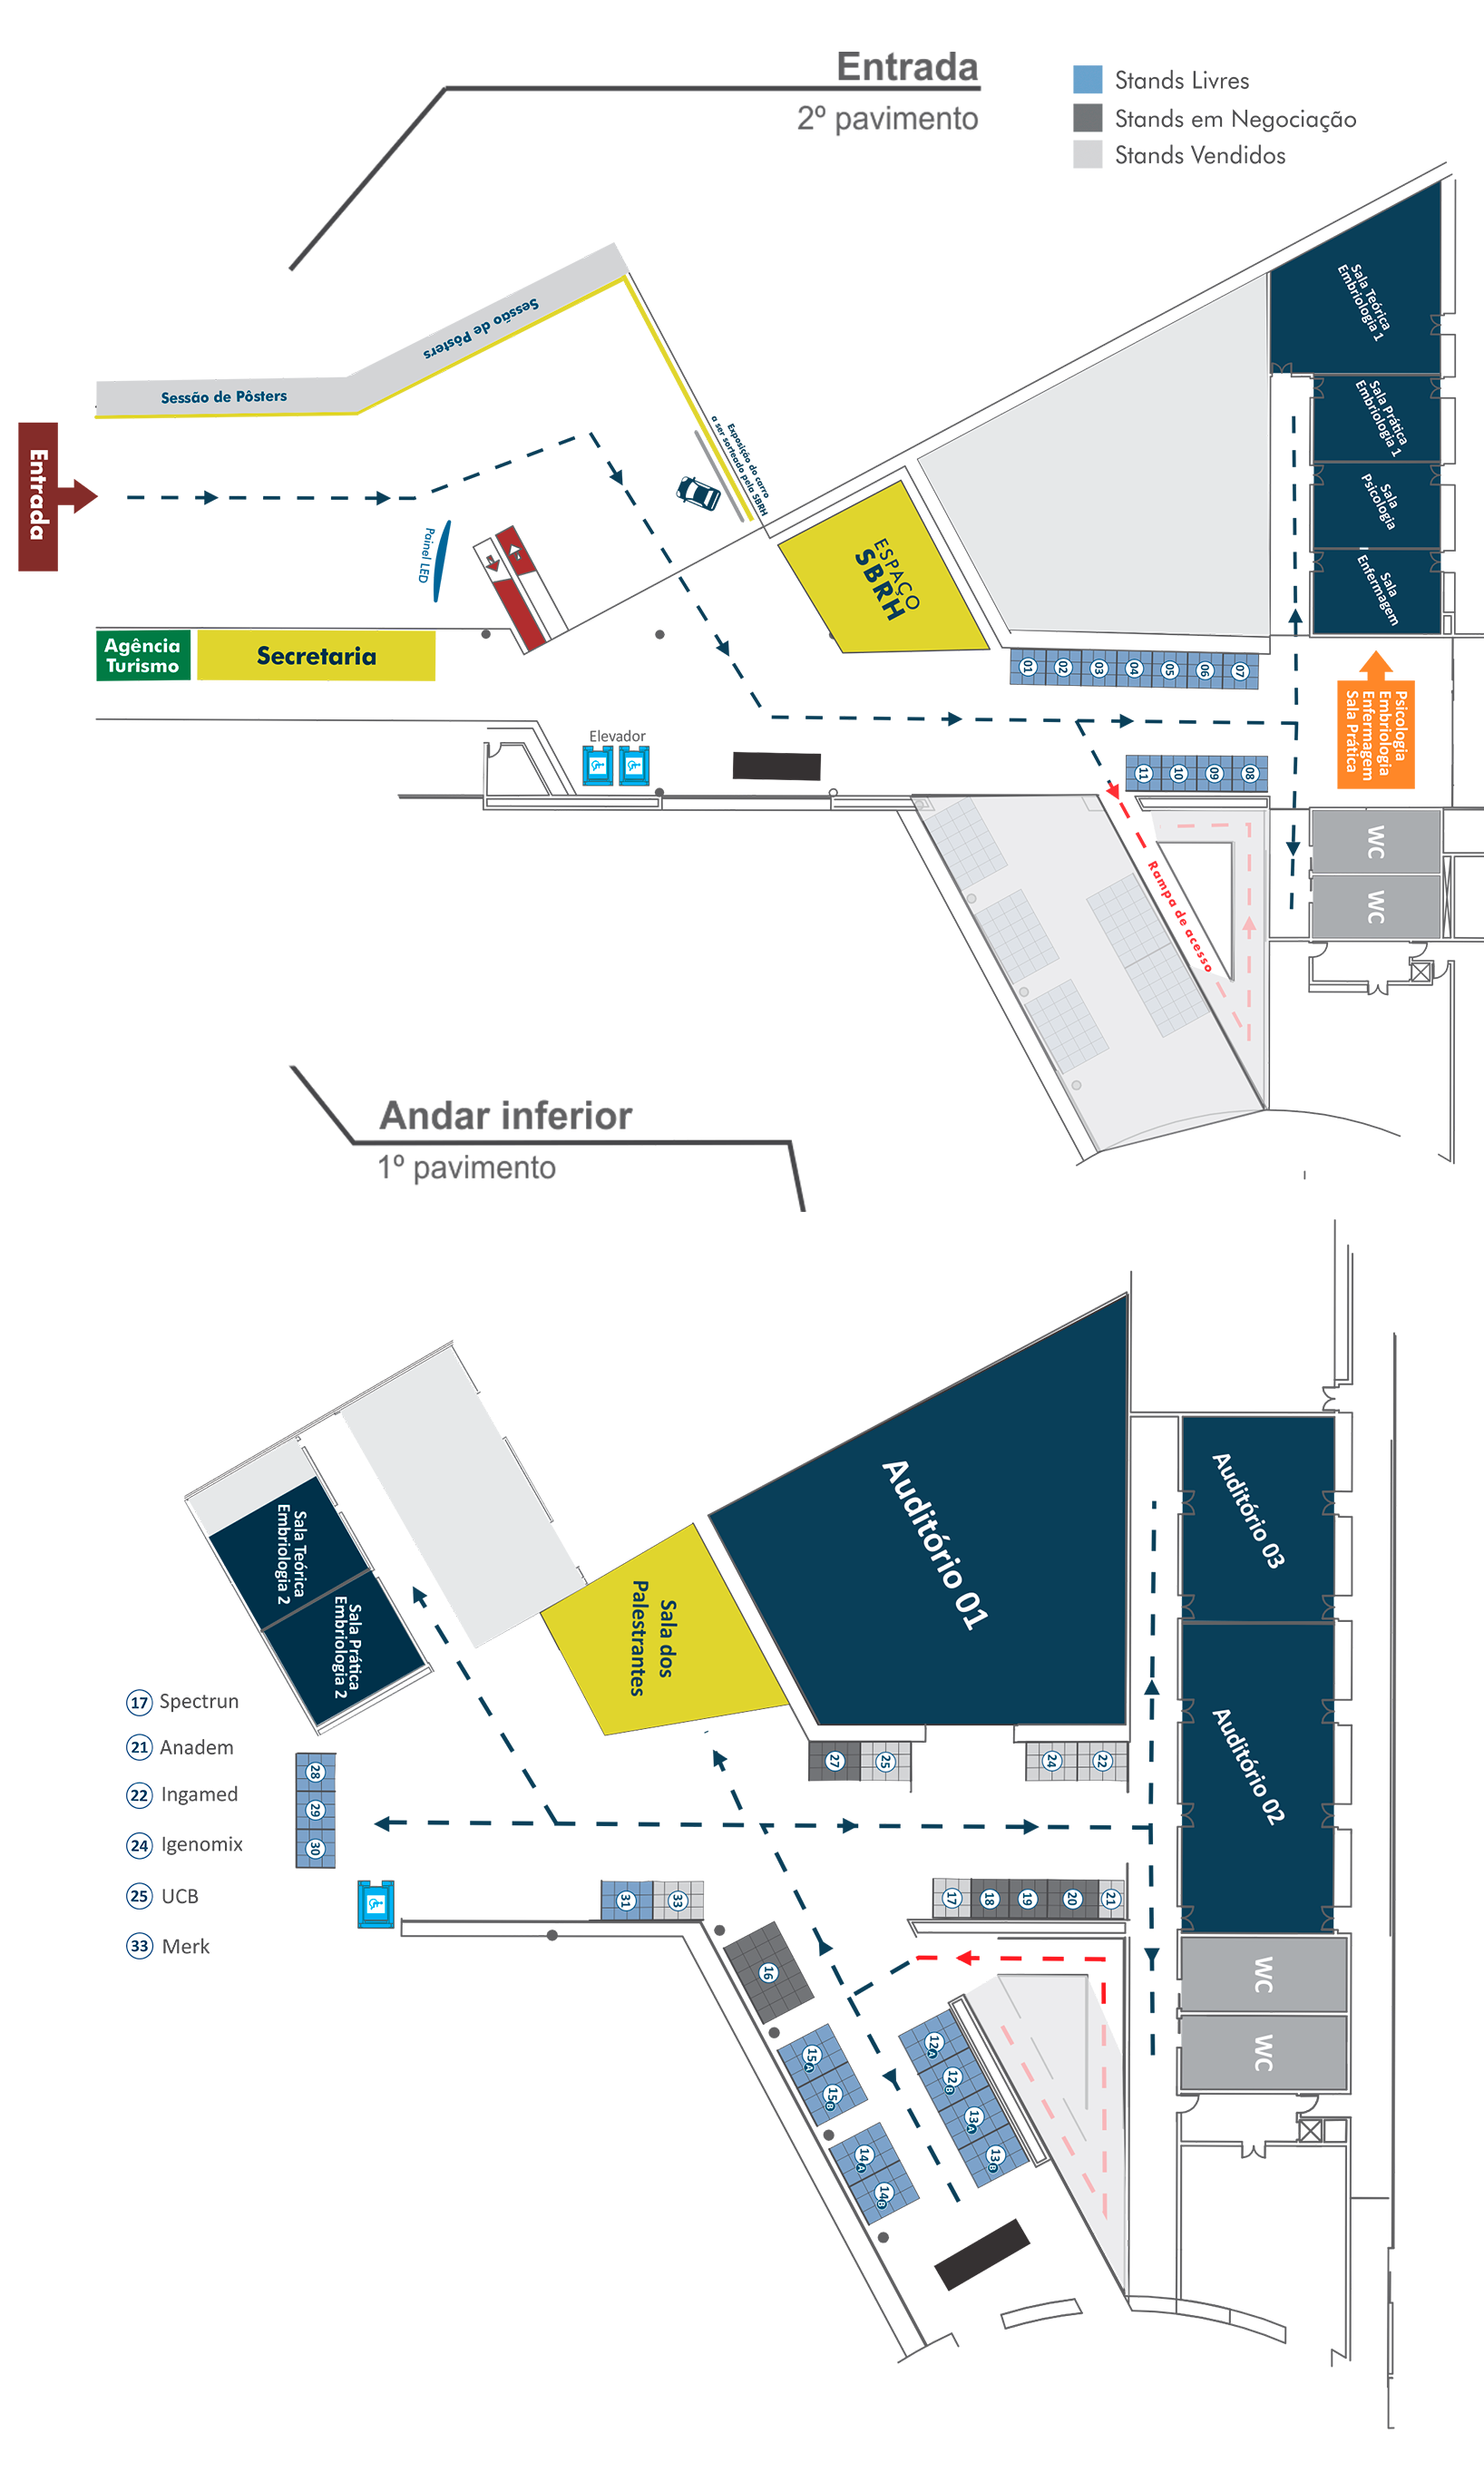 Entrada
2º pavimento
Stands Livres
Stands em Negociação
Stands Vendidos
Sessão de Pôsters
Sessão de Pôsters
Exposição do carro
a ser sorteado pela SBRH
Entrada
Painel LED
Agência
Turismo
Secretaria
ESPAÇO
SBRH
Sala Teórica
Embriologia 1
Sala Prática
Embriologia 1
Sala
Psicologia
Sala
Enfermagem
01
02
03
04
05
06
07
Psicologia
Embriologia
Enfermagem
Sala Prática
Elevador
11
10
09
08
Rampa de acesso
WC
WC
Andar inferior
1º pavimento
Auditório 01
Auditório 03
Auditório 02
Sala Teórica
Embriologia 2
Sala Prática
Embriologia 2
Sala dos
Palestrantes
17 Spectrun
21 Anadem
22 Ingamed
24 Igenomix
25 UCB
33 Merk
28
29
30
27
25
24
22
31
33
17
18
19
20
21
16
15A
15B
14A
14B
12A
12B
13A
13B
WC
WC